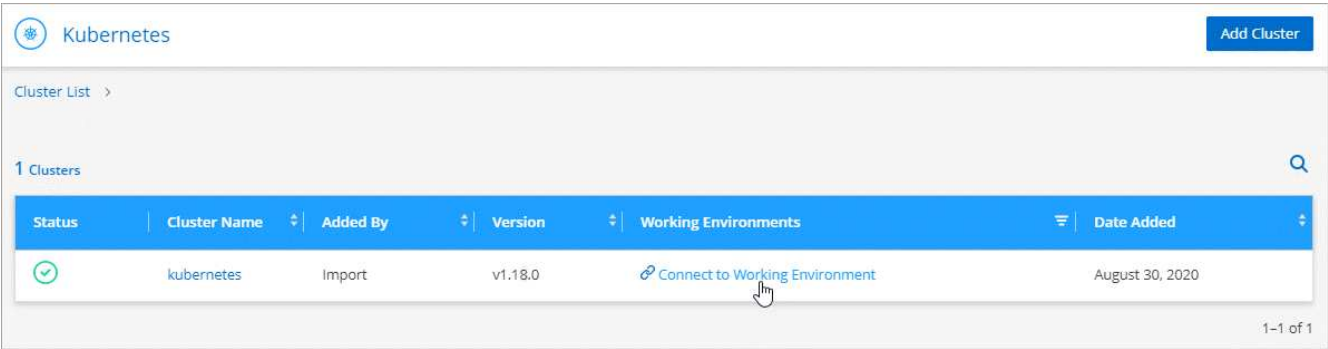 Kubernetes
Add Cluster
Cluster List >
1 Clusters
Status Cluster Name Added By Version Working Environments Date Added
kubernetes Import v1.18.0 Connect to Working Environment August 30, 2020
1–1 of 1